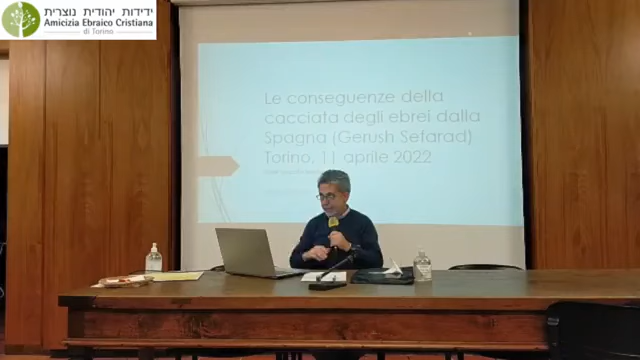 ידידות יהודית נוצרית
Amicizia Ebraico Cristiana
di Torino
Le conseguenze della
cacciata degli ebrei dalla
Spagna (Gerush Sefarad)
Torino, 11 aprile 2022